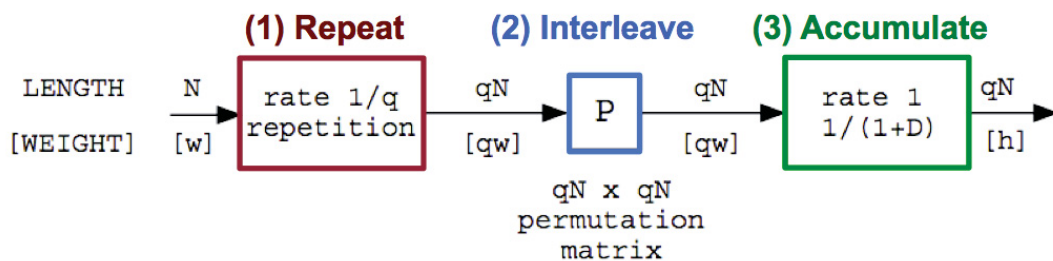 (1) Repeat
(2) Interleave
(3) Accumulate
LENGTH
N
rate 1/q
repetition
qN
P
qN
rate 1
1/(1+D)
qN
[WEIGHT]
[w]
[qw]
[qw]
[h]
qN x qN
permutation
matrix